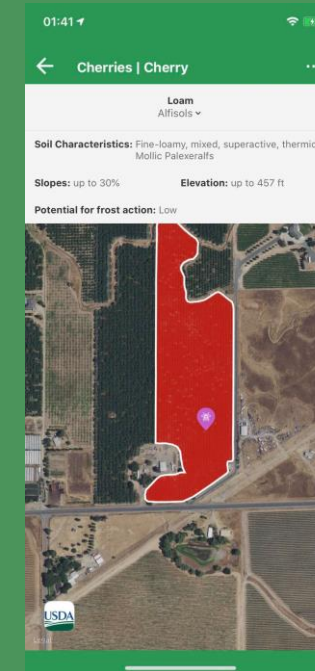 01:41
Cherries | Cherry
Loam
Alfisols
Soil Characteristics: Fine-loamy, mixed, superactive, thermic
Mollic Palexeralfs
Slopes: up to 30% Elevation: up to 457 ft
Potential for frost action: Low
USDA